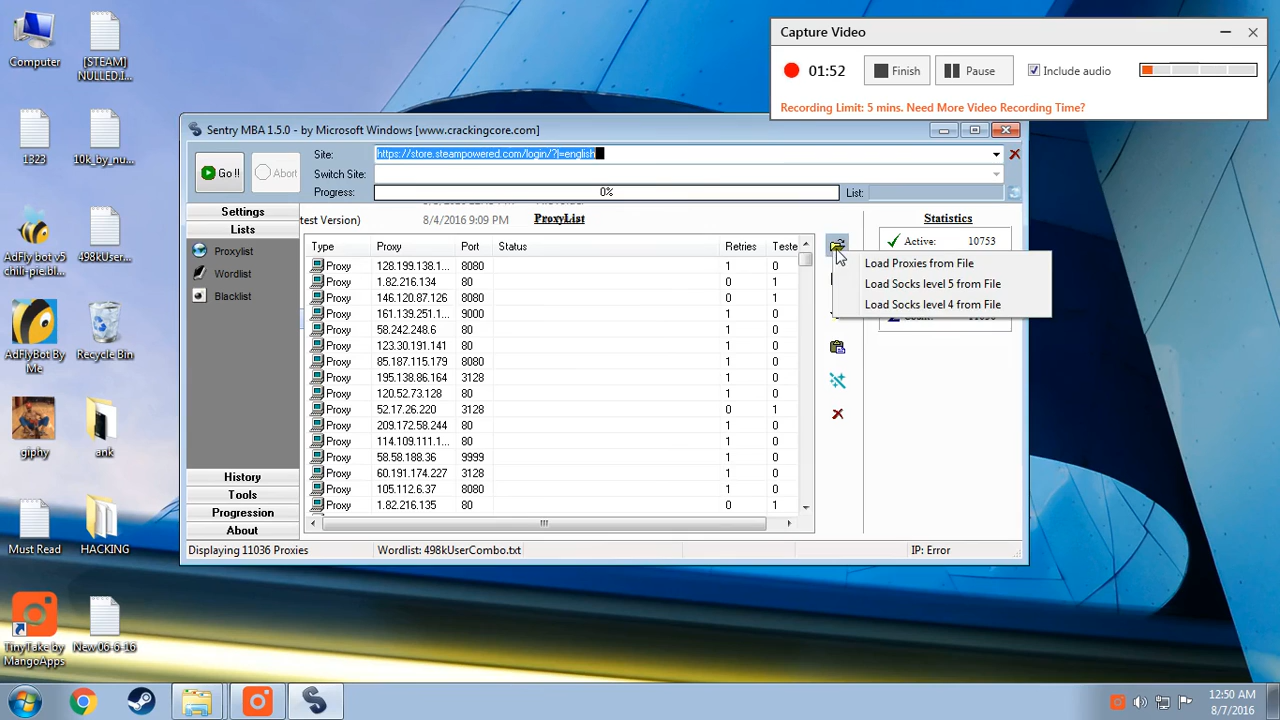 Computer
[STEAM]
NULLED.I...
1323
10k_by_nu...
AdFly bot v5
chili-pie.bl...
498kUser...
AdFlyBot By
Me
Recycle Bin
giphy
ank
Must Read
HACKING
TinyTake by
MangoApps
New 06-6-16
Capture Video
01:52
Finish
Pause
Include audio
Recording Limit: 5 mins. Need More Video Recording Time?
Sentry MBA 1.5.0 - by Microsoft Windows [www.crackingcore.com]
Go !!
Abort
Site:
https://store.steampowered.com/login/?l=english
Switch Site:
Progress:
0%
List:
Settings
Lists
Proxylist
Wordlist
Blacklist
History
Tools
Progression
About
test Version)
8/4/2016 9:09 PM
ProxyList
Statistics
Active: 10753
Type Proxy Port Status Retries Teste
Proxy 128.199.138.1... 8080 1 0
Proxy 1.82.216.134 80 0 1
Proxy 146.120.87.126 8080 1 0
Proxy 161.139.251.... 9000 1 0
Proxy 58.242.248.6 80 1 0
Proxy 123.30.191.141 80 1 0
Proxy 85.187.115.179 8080 1 0
Proxy 195.138.86.164 3128 1 0
Proxy 120.52.73.128 80 1 0
Proxy 52.17.26.220 3128 0 1
Proxy 209.172.58.244 80 1 0
Proxy 114.109.111.1... 80 1 0
Proxy 58.58.188.36 9999 1 0
Proxy 60.191.174.227 3128 1 0
Proxy 105.112.6.37 8080 1 0
Proxy 1.82.216.135 80 0 1
Load Proxies from File
Load Socks level 5 from File
Load Socks level 4 from File
Displaying 11036 Proxies
Wordlist: 498kUserCombo.txt
IP: Error
12:50 AM
8/7/2016